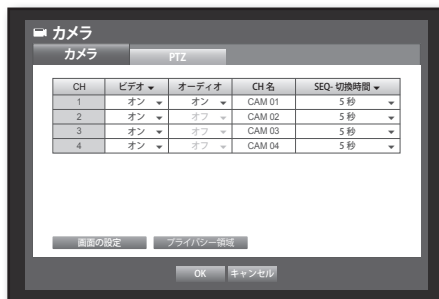 カメラ
カメラ PTZ
CH ビデオ オーディオ CH 名 SEQ- 切換時間
1 オン オン CAM 01 5 秒
2 オン オフ CAM 02 5 秒
3 オン オフ CAM 03 5 秒
4 オン オフ CAM 04 5 秒
画面の設定 プライバシー領域
OK キャンセル